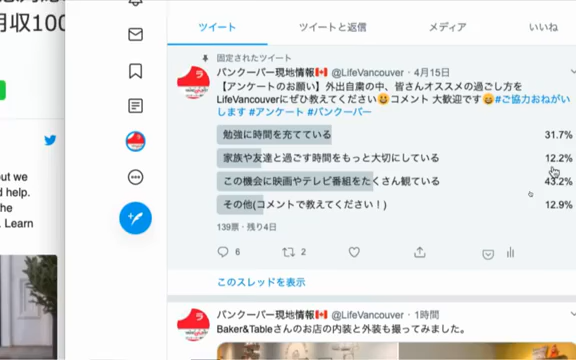 月収100
ut we
d help.
he
. Learn
ツイート
ツイートと返信
メディア
いいね
固定されたツイート
バンクーバー現地情報🇨🇦 @LifeVancouver · 4月15日
【アンケートのお願い】外出自粛の中、皆さんオススメの過ごし方を
LifeVancouverにぜひ教えてください😃コメント 大歓迎です😄#ご協力おねがい
します #アンケート #バンクーバー
勉強に時間を充てている 31.7%
家族や友達と過ごす時間をもっと大切にしている 12.2%
この機会に映画やテレビ番組をたくさん観ている 43.2%
その他(コメントで教えてください！) 12.9%
139票 · 残り4日
6 2
このスレッドを表示
バンクーバー現地情報🇨🇦 @LifeVancouver · 1時間
Baker&Tableさんのお店の内装と外装も撮ってみました。